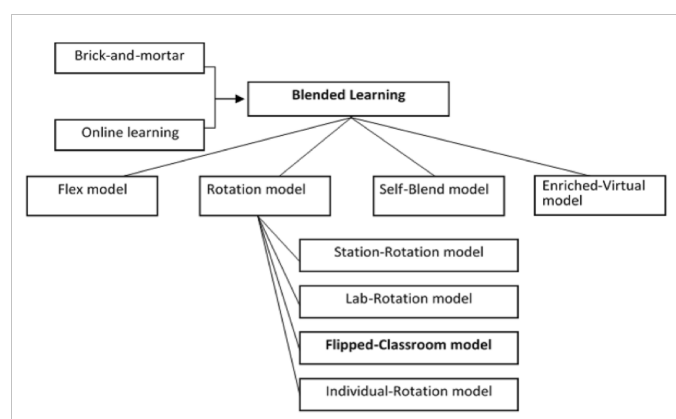 Brick-and-mortar
Blended Learning
Online learning
Flex model
Rotation model
Self-Blend model
Enriched-Virtual
model
Station-Rotation model
Lab-Rotation model
Flipped-Classroom model
Individual-Rotation model